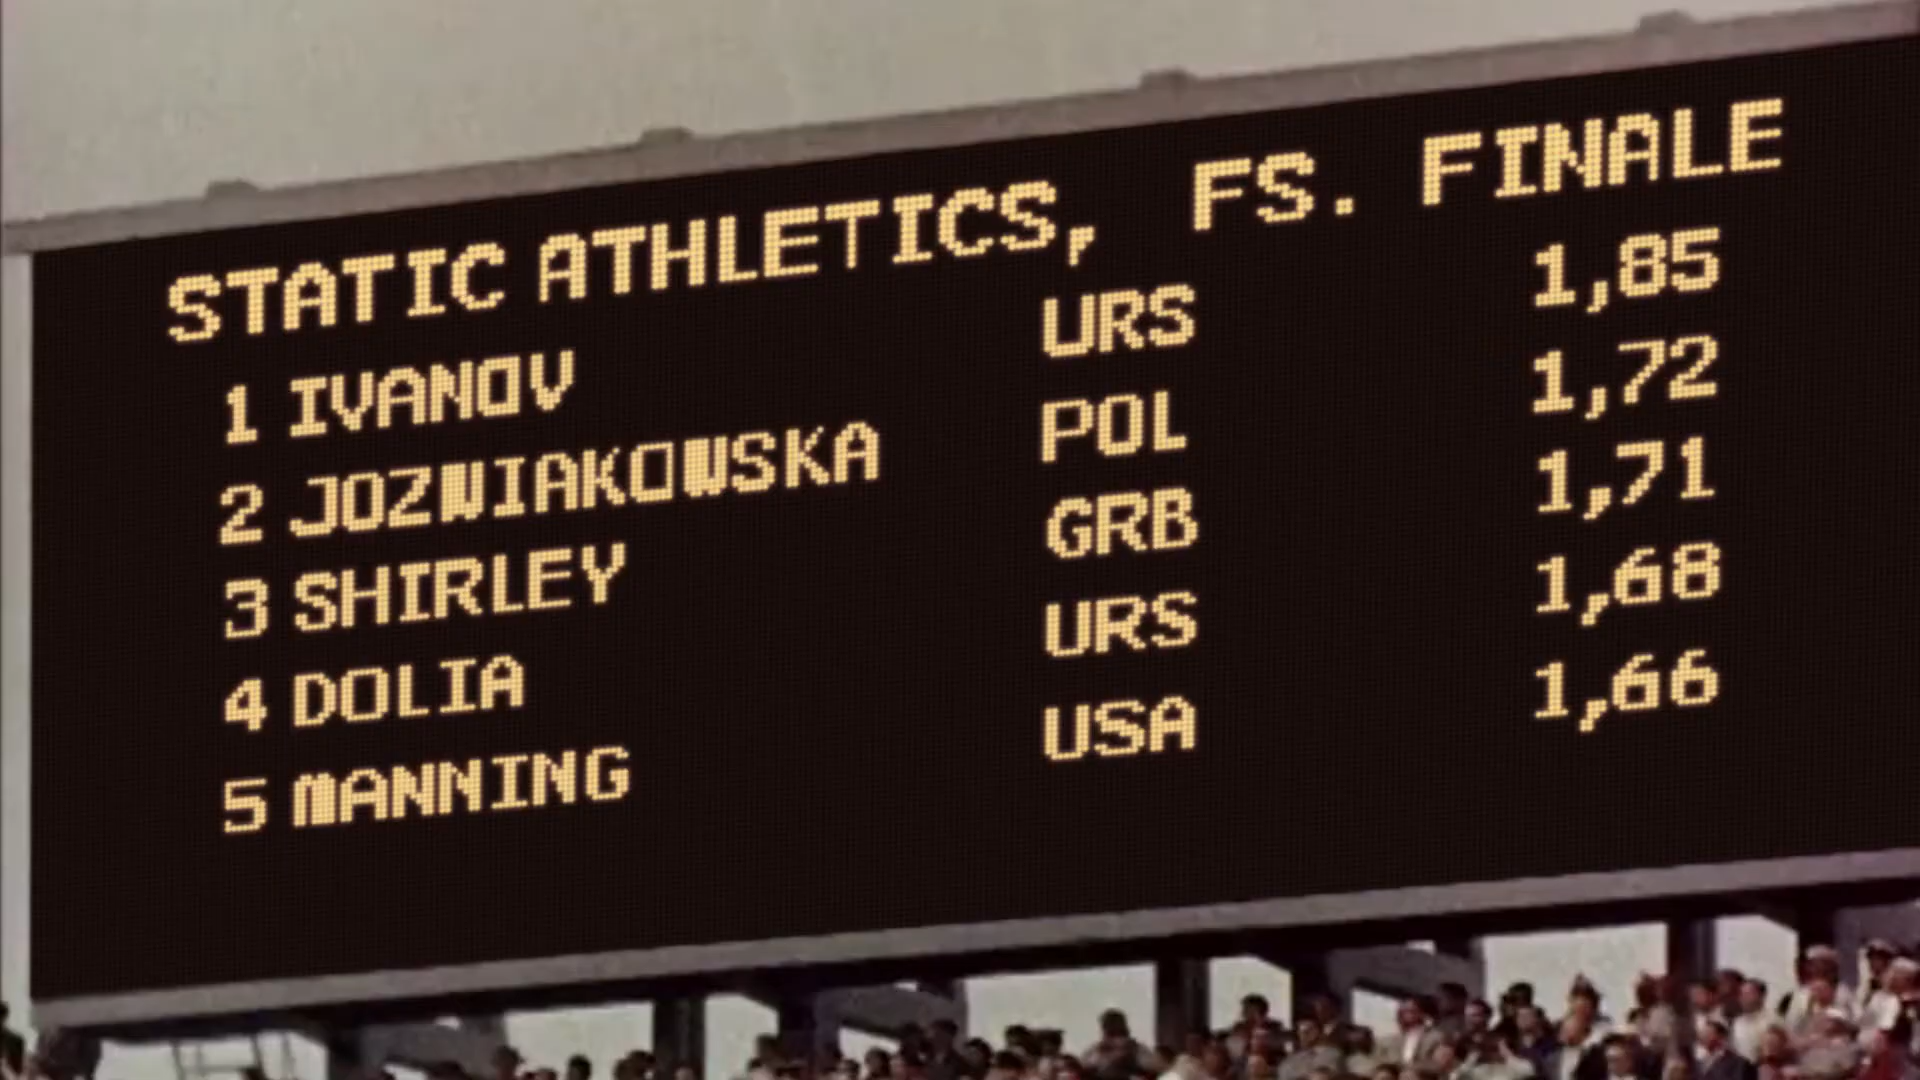 STATIC ATHLETICS, FS. FINALE
1 IVANOV URS 1,85
2 JOZWIAKOWSKA POL 1,72
3 SHIRLEY GRB 1,71
4 DOLIA URS 1,68
5 MANNING USA 1,66